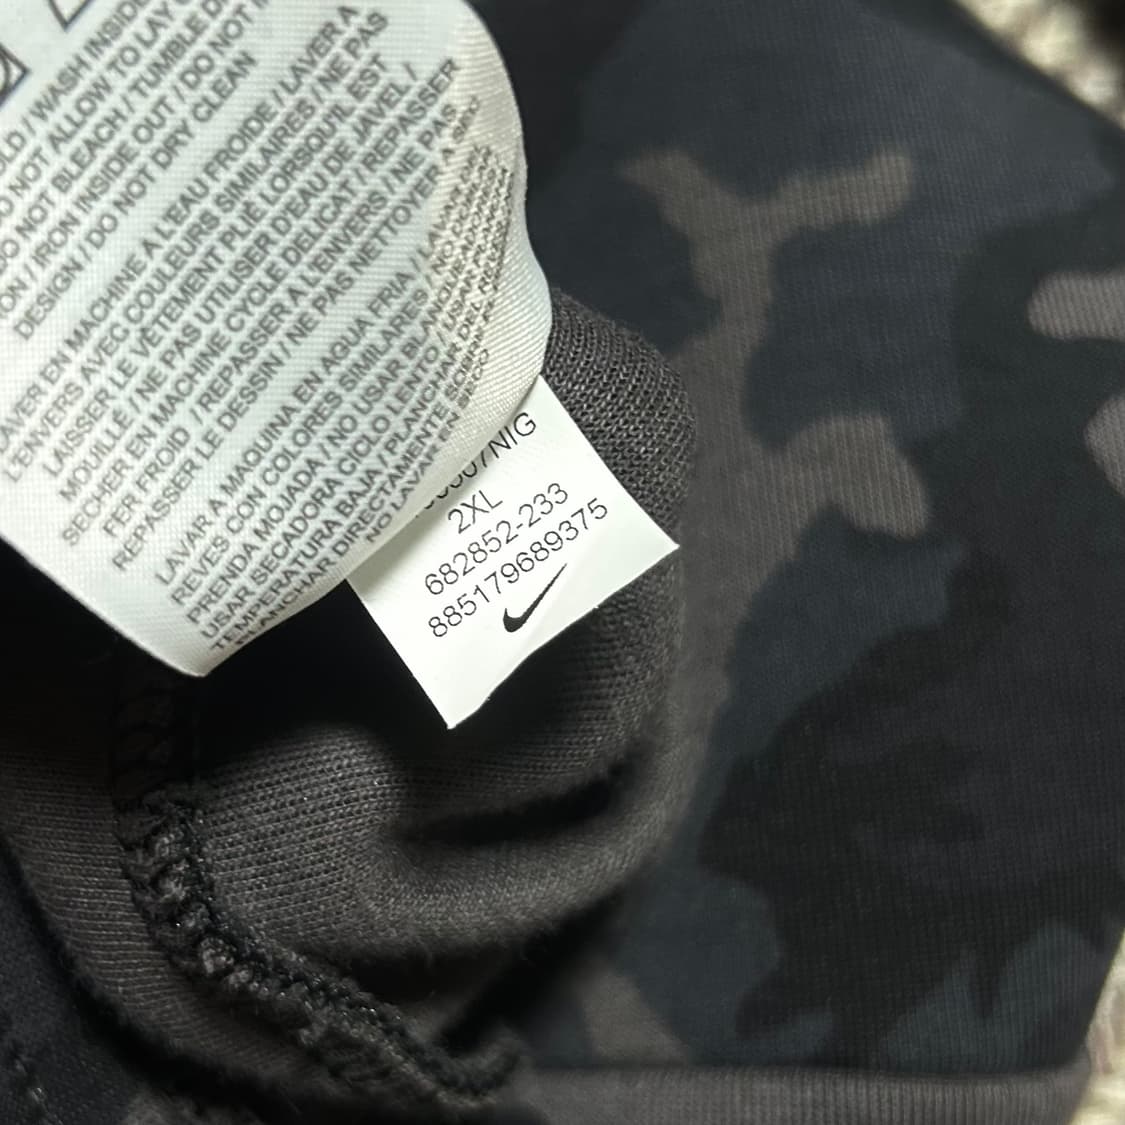 OLD / WASH INSIDE
NOT ALLOW TO LAY
DO NOT BLEACH / TUMBLE
ON / IRON INSIDE OUT / DO NOT
DESIGN / DO NOT DRY CLEAN
LAVER EN MACHINE A L'EAU FROIDE / LAVER A
L'ENVERS AVEC COULEURS SIMILAIRES / NE PAS
LAISSER LE VÊTEMENT PLIÉ LORSQU'IL EST
MOUILLÉ / NE PAS UTILISER D'EAU DE JAVEL /
SECHER EN MACHINE CYCLE DÉLICAT / REPASSER
FER FROID / REPASSER A L'ENVERS / NE PAS
REPASSER LE DESSIN / NE PAS NETTOYER A SEC
LAVAR A MAQUINA EN AGUA FRIA /
REVES CON COLORES SIMILARES
PRENDA MOJADA / NO USAR
USAR SECADORA CICLO LENTO /
TEMPERATURA BAJA / PLANCHAR
PLANCHAR DIRECTAMENTE
NO LAVAR
2XL
682852-233
885179689375